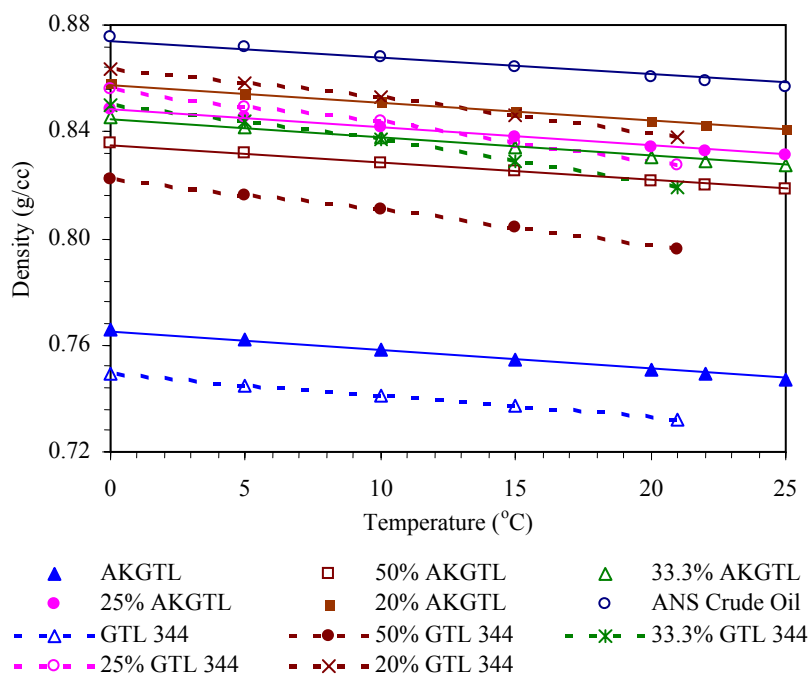 0.88
0.84
0.80
0.76
0.72
Density (g/cc)
0 5 10 15 20 25
Temperature (°C)
AKGTL 50% AKGTL 33.3% AKGTL
25% AKGTL 20% AKGTL ANS Crude Oil
GTL 344 50% GTL 344 33.3% GTL 344
25% GTL 344 20% GTL 344